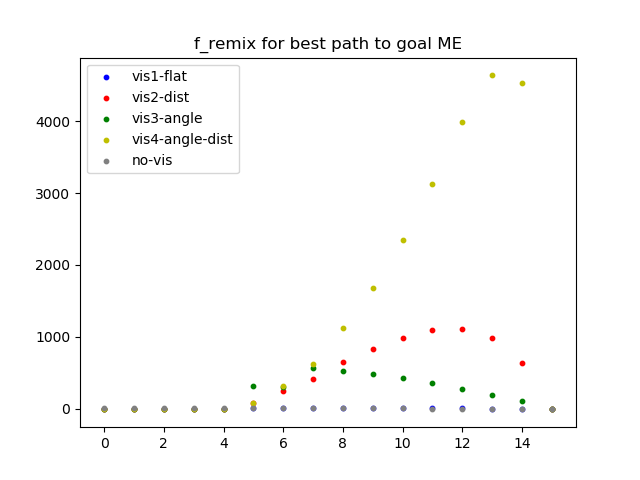 f_remix for best path to goal ME
vis1-flat
vis2-dist
vis3-angle
vis4-angle-dist
no-vis
4000
3000
2000
1000
0
0 2 4 6 8 10 12 14